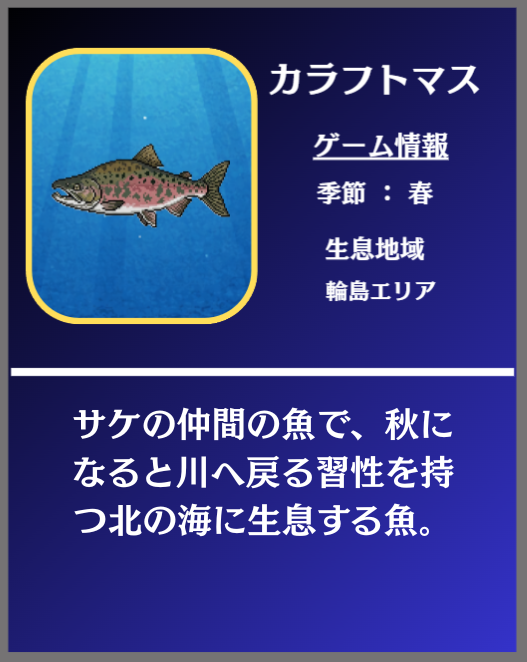 カラフトマス
ゲーム情報
季節 : 春
生息地域
輪島エリア
サケの仲間の魚で、秋に
なると川へ戻る習性を持
つ北の海に生息する魚。